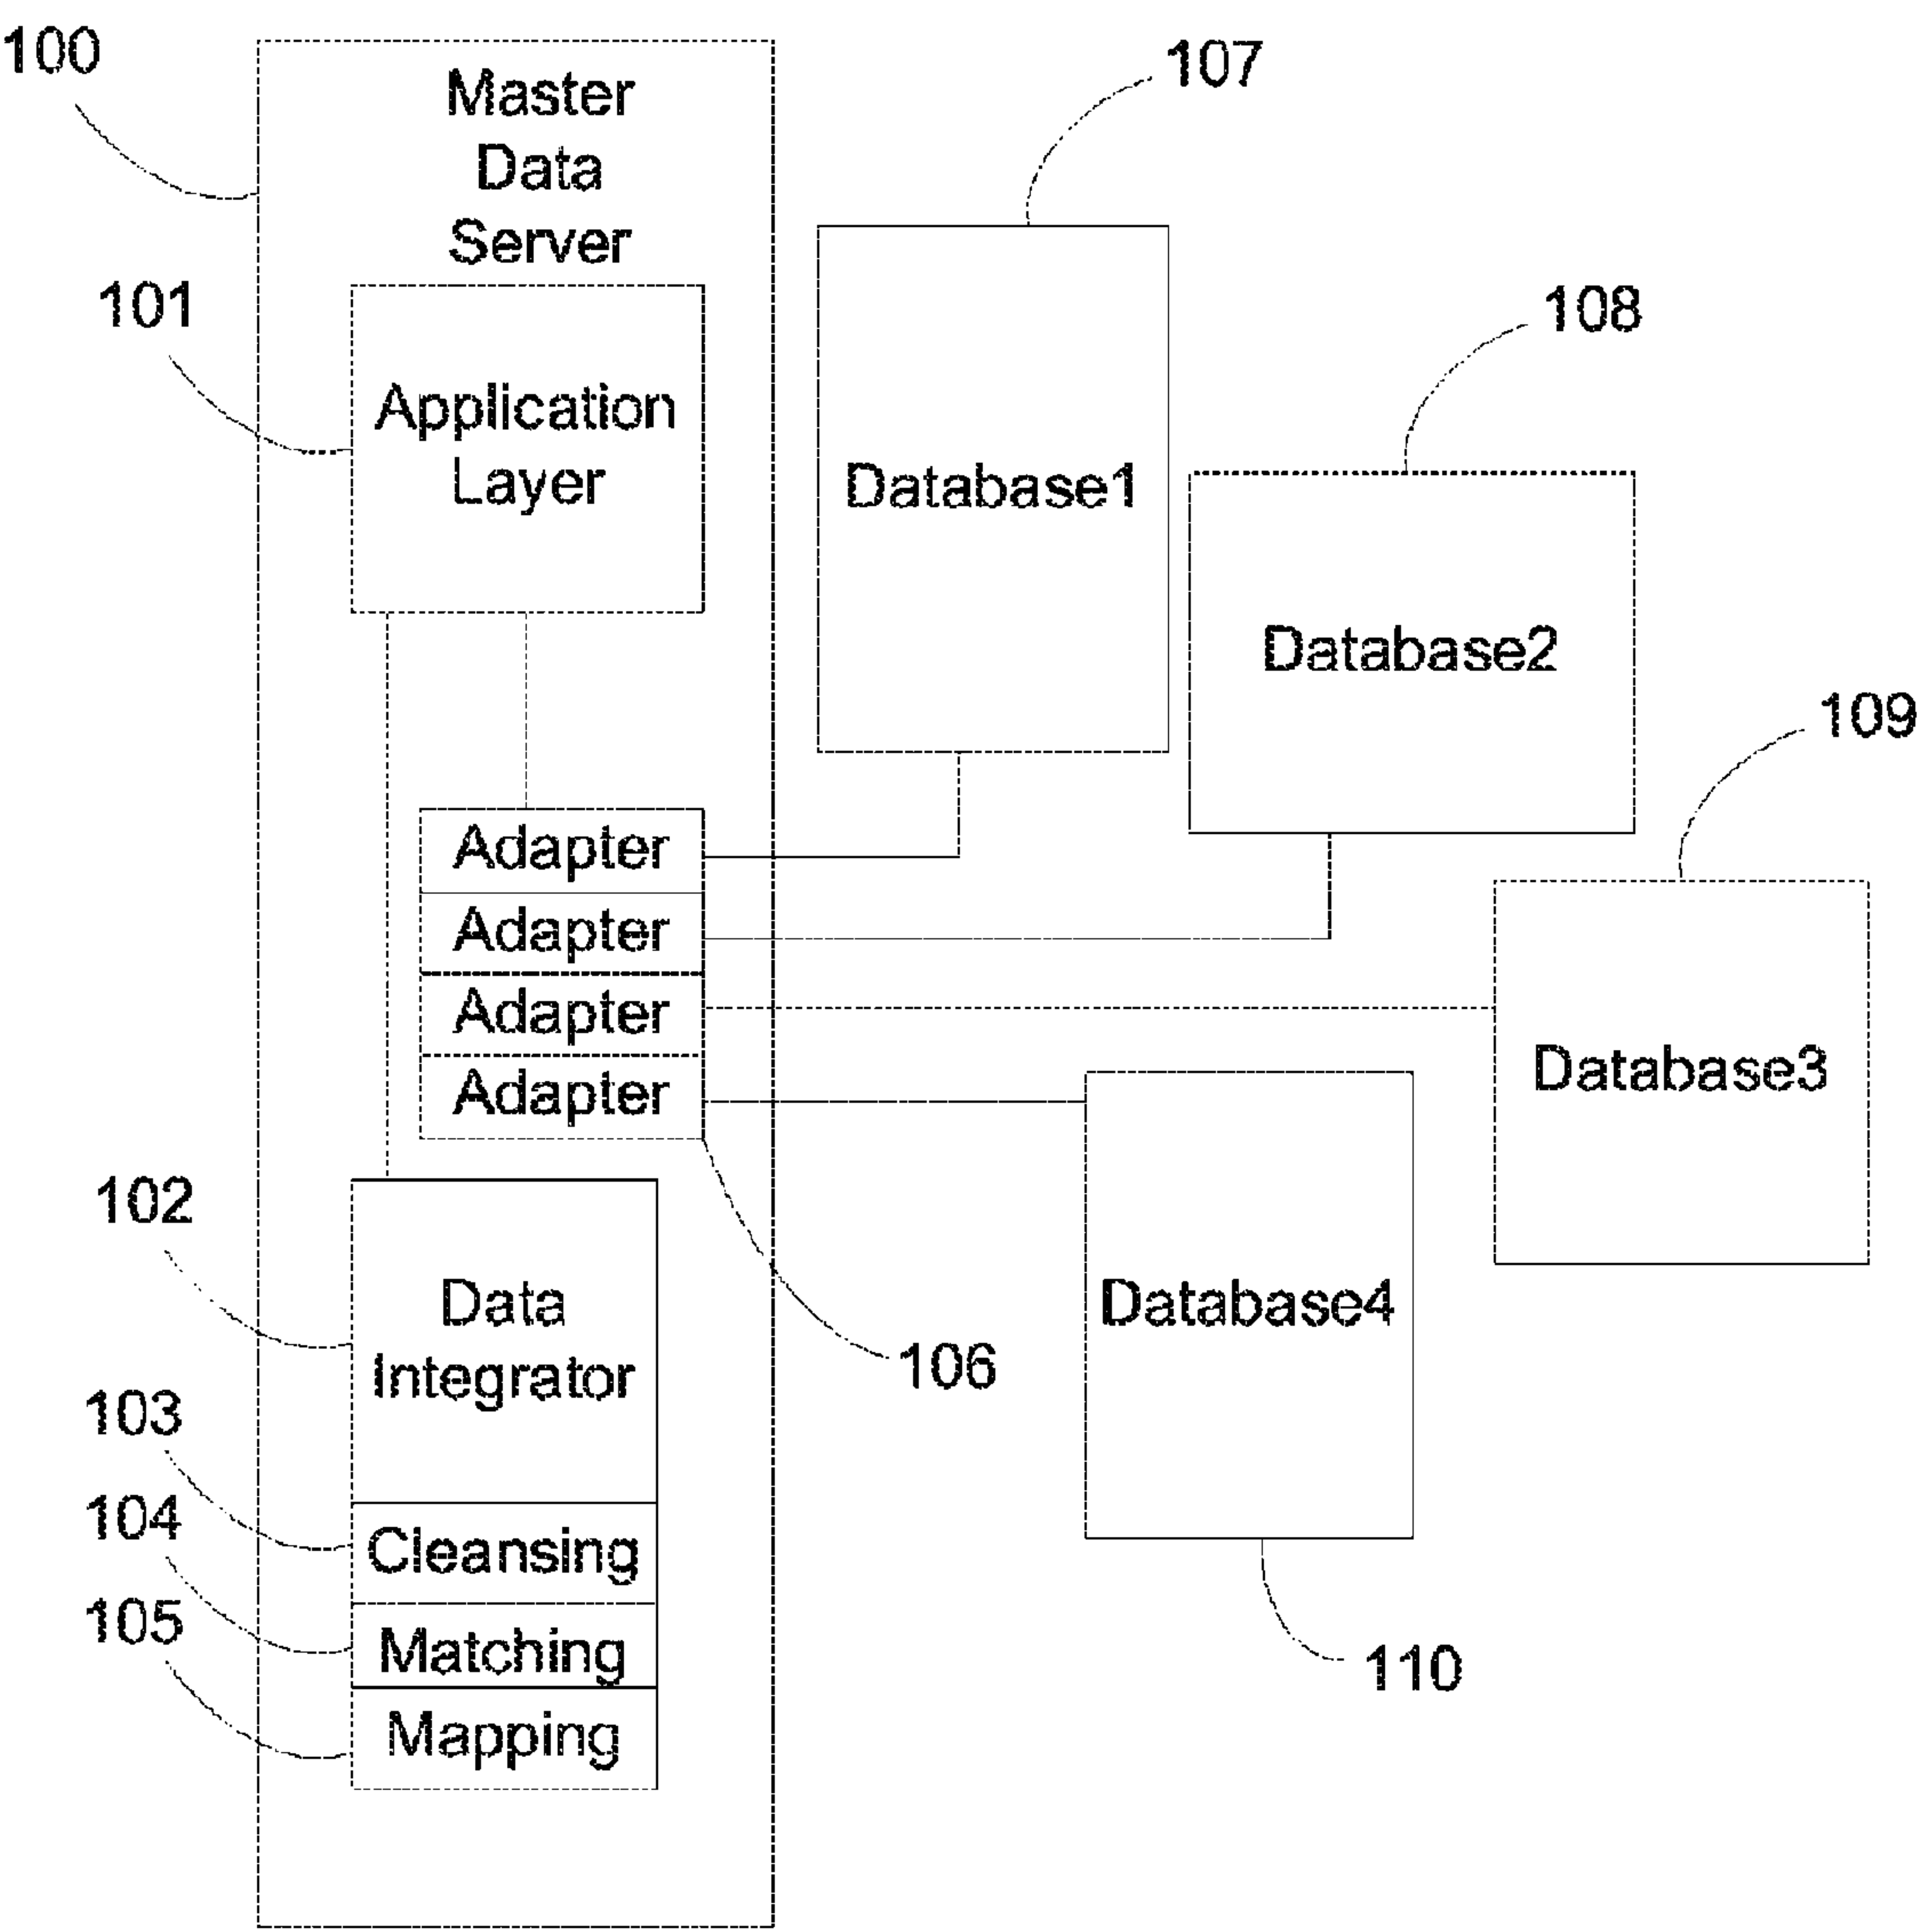 100
Master
Data
Server
107
101
Application
Layer
108
Database1
Database2
109
Adapter
Adapter
Adapter
Adapter
Database3
102
Data
Integrator
Database4
106
103
Cleansing
104
Matching
105
Mapping
110